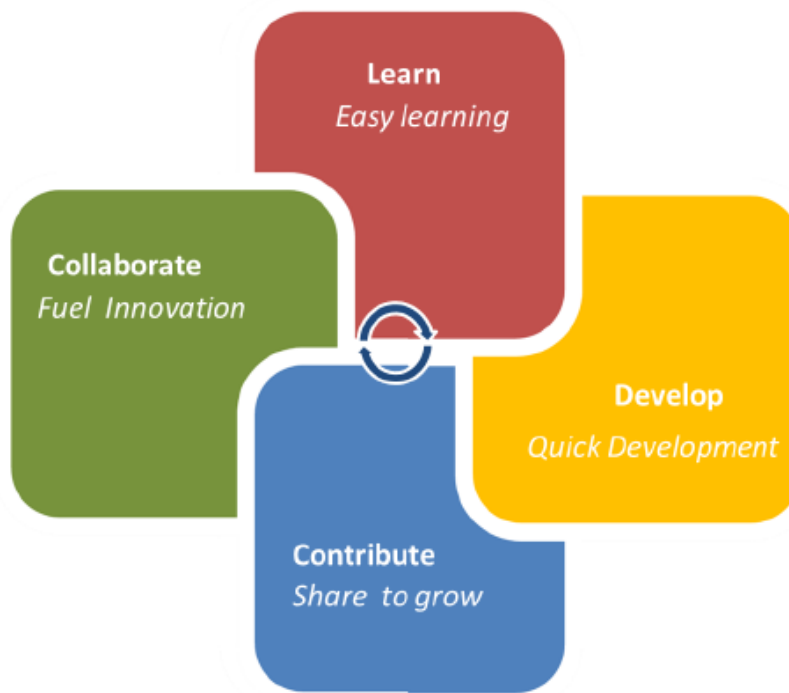 Learn
Easy learning
Collaborate
Fuel Innovation
Develop
Quick Development
Contribute
Share to grow